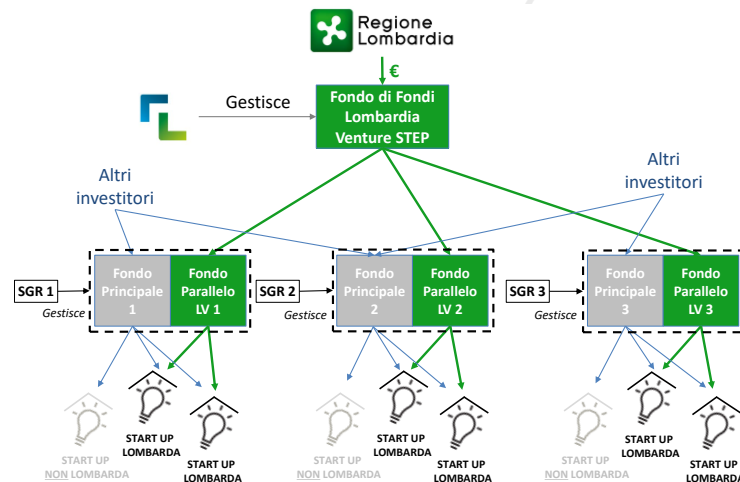 Regione
Lombardia
€
Gestisce
Fondo di Fondi
Lombardia
Venture STEP
Altri
investitori
Altri
investitori
SGR 1
Gestisce
Fondo
Principale
1
Fondo
Parallelo
LV 1
SGR 2
Gestisce
Fondo
Principale
2
Fondo
Parallelo
LV 2
SGR 3
Gestisce
Fondo
Principale
3
Fondo
Parallelo
LV 3
START UP
NON LOMBARDA
START UP
LOMBARDA
START UP
LOMBARDA
START UP
NON LOMBARDA
START UP
LOMBARDA
START UP
LOMBARDA
START UP
NON LOMBARDA
START UP
LOMBARDA
START UP
LOMBARDA